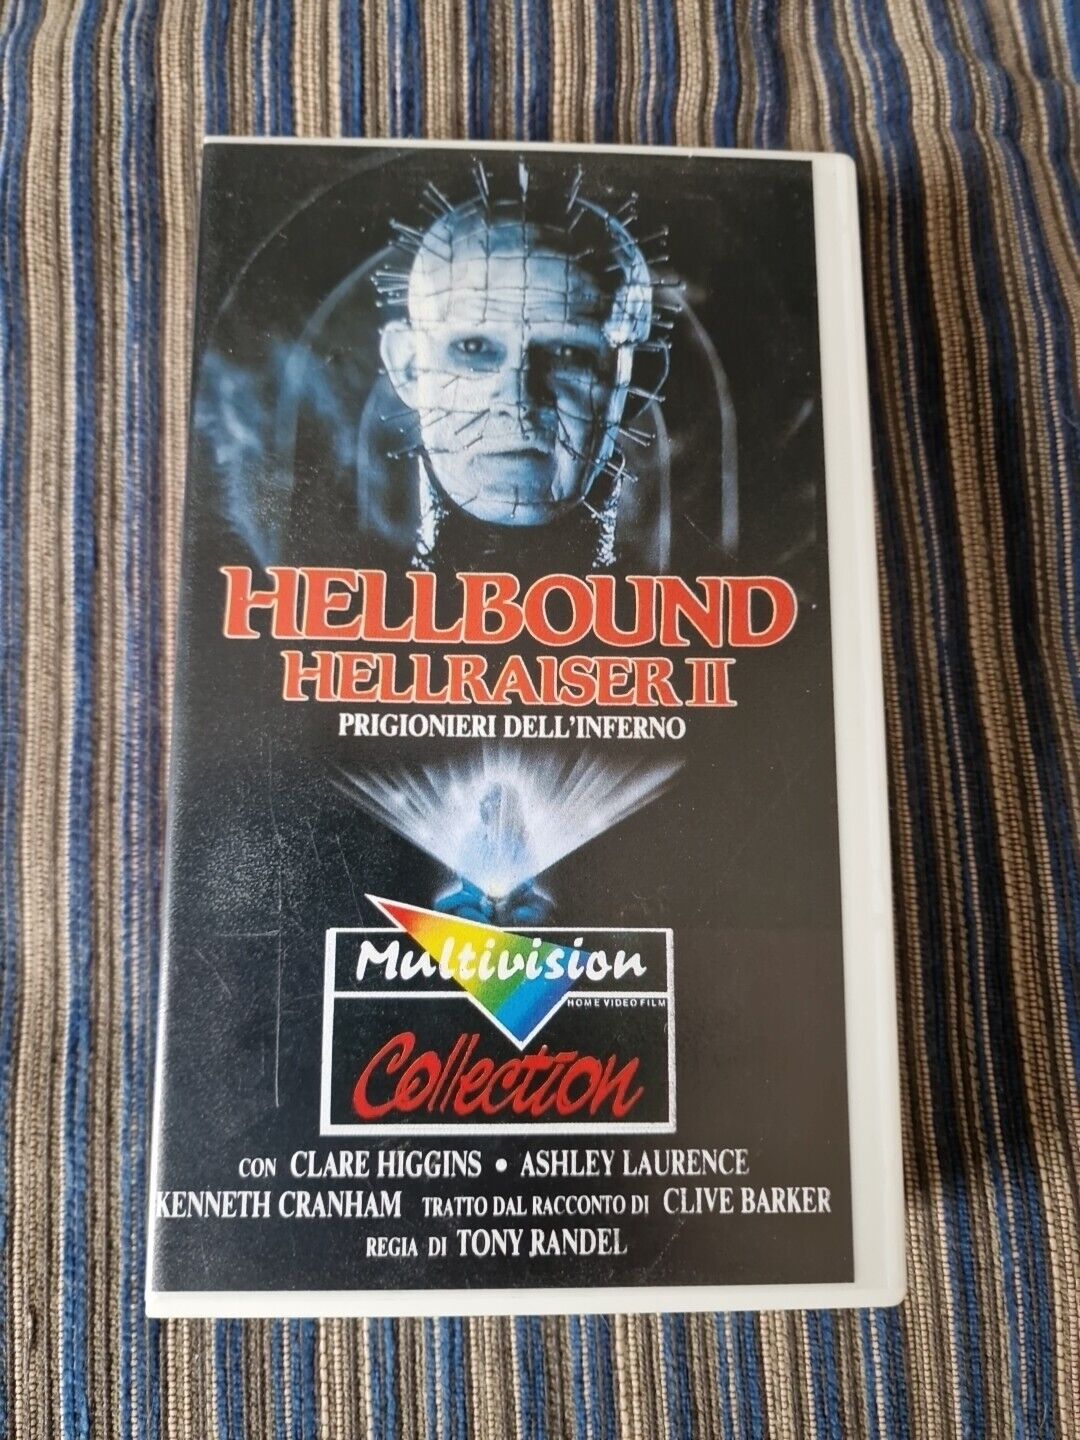 HELLBOUND
HELLRAISER II
PRIGIONIERI DELL'INFERNO
Multivision
HOME VIDEO FILM
Collection
CON CLARE HIGGINS • ASHLEY LAURENCE
KENNETH CRANHAM TRATTO DAL RACCONTO DI CLIVE BARKER
REGIA DI TONY RANDEL